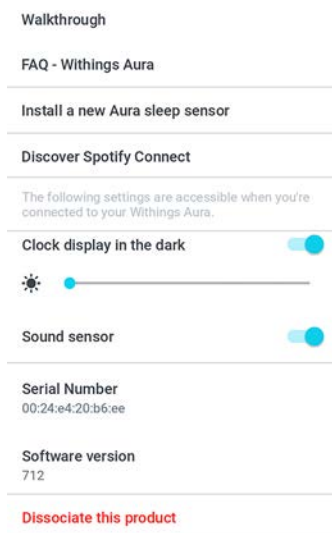 Walkthrough
FAQ - Withings Aura
Install a new Aura sleep sensor
Discover Spotify Connect
The following settings are accessible when you're
connected to your Withings Aura.
Clock display in the dark
Sound sensor
Serial Number
00:24:e4:20:b6:ee
Software version
712
Dissociate this product